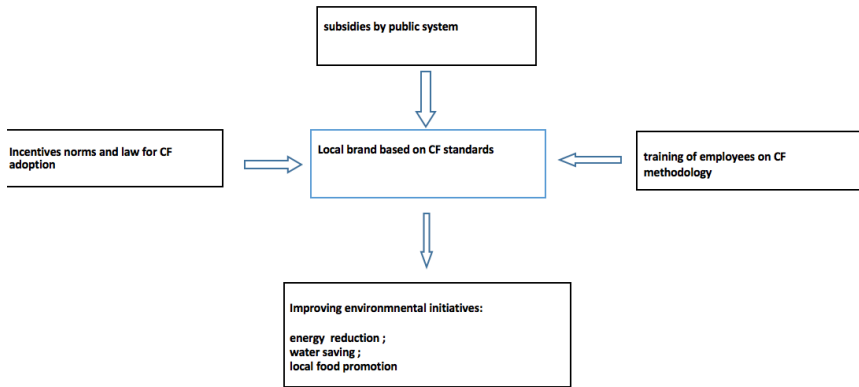 subsidies by public system
Incentives norms and law for CF
adoption
Local brand based on CF standards
training of employees on CF
methodology
Improving environmnental initiatives:
energy  reduction ;
water saving ;
local food promotion